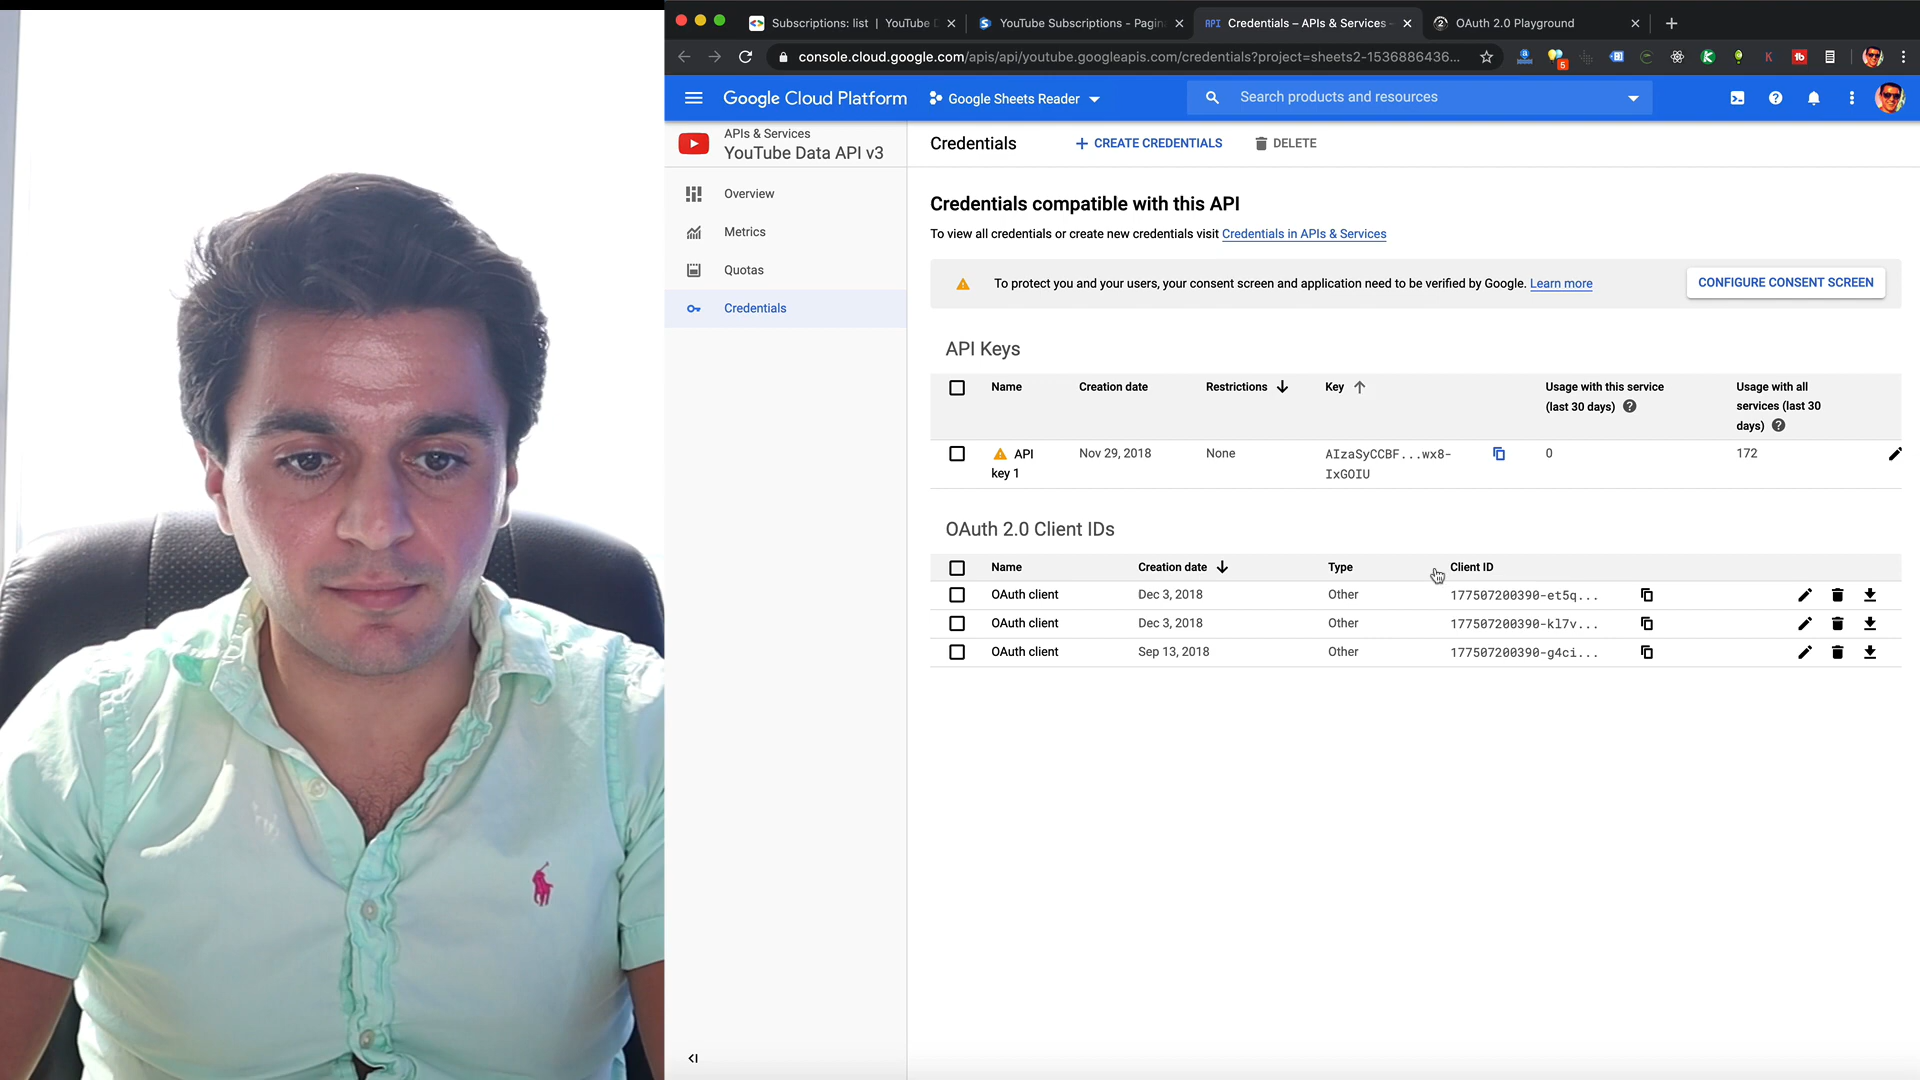 Subscriptions: list | YouTube D
YouTube Subscriptions - Pagin
API Credentials – APIs & Services -
OAuth 2.0 Playground
console.cloud.google.com/apis/api/youtube.googleapis.com/credentials?project=sheets2-1536886436...
5
Google Cloud Platform
Google Sheets Reader
Search products and resources
APIs & Services
YouTube Data API v3
Overview
Metrics
Quotas
Credentials
Credentials
CREATE CREDENTIALS
DELETE
Credentials compatible with this API
To view all credentials or create new credentials visit Credentials in APIs & Services
To protect you and your users, your consent screen and application need to be verified by Google. Learn more
CONFIGURE CONSENT SCREEN
API Keys
Name Creation date Restrictions Key Usage with this service (last 30 days) Usage with all services (last 30 days)
API key 1 Nov 29, 2018 None AIzaSyCCBF...wx8-IxGOIU 0 172
OAuth 2.0 Client IDs
Name Creation date Type Client ID
OAuth client Dec 3, 2018 Other 177507200390-et5q...
OAuth client Dec 3, 2018 Other 177507200390-kl7v...
OAuth client Sep 13, 2018 Other 177507200390-g4ci...